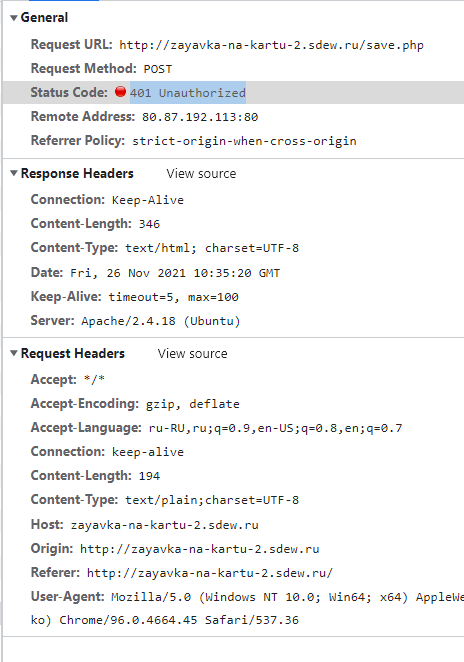 General
Request URL: http://zayavka-na-kartu-2.sdew.ru/save.php
Request Method: POST
Status Code: 401 Unauthorized
Remote Address: 80.87.192.113:80
Referrer Policy: strict-origin-when-cross-origin
Response Headers View source
Connection: Keep-Alive
Content-Length: 346
Content-Type: text/html; charset=UTF-8
Date: Fri, 26 Nov 2021 10:35:20 GMT
Keep-Alive: timeout=5, max=100
Server: Apache/2.4.18 (Ubuntu)
Request Headers View source
Accept: */*
Accept-Encoding: gzip, deflate
Accept-Language: ru-RU,ru;q=0.9,en-US;q=0.8,en;q=0.7
Connection: keep-alive
Content-Length: 194
Content-Type: text/plain;charset=UTF-8
Host: zayavka-na-kartu-2.sdew.ru
Origin: http://zayavka-na-kartu-2.sdew.ru
Referer: http://zayavka-na-kartu-2.sdew.ru/
User-Agent: Mozilla/5.0 (Windows NT 10.0; Win64; x64) AppleWe
ko) Chrome/96.0.4664.45 Safari/537.36